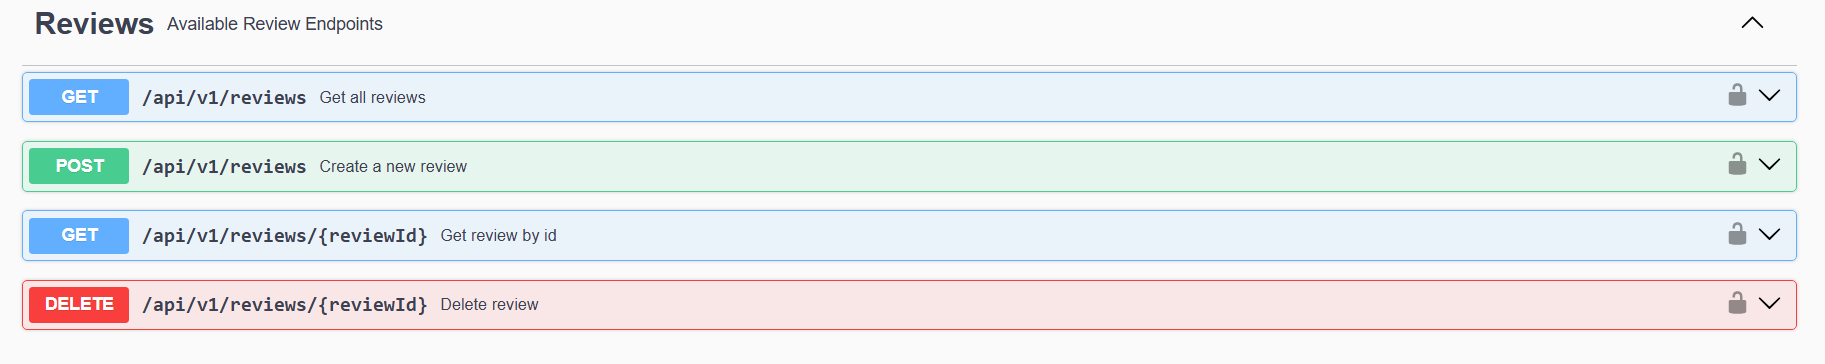 Reviews Available Review Endpoints
GET /api/v1/reviews Get all reviews
POST /api/v1/reviews Create a new review
GET /api/v1/reviews/{reviewId} Get review by id
DELETE /api/v1/reviews/{reviewId} Delete review